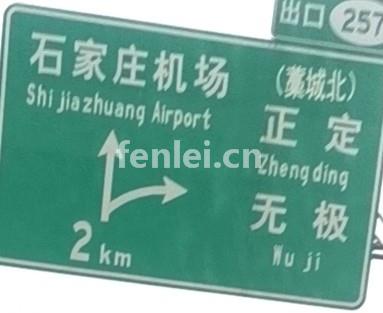 出口 257
石家庄机场
Shijiazhuang Airport
(藁城北)
正定
Zhengding
无极
Wuji
2 km
fenlei.cn